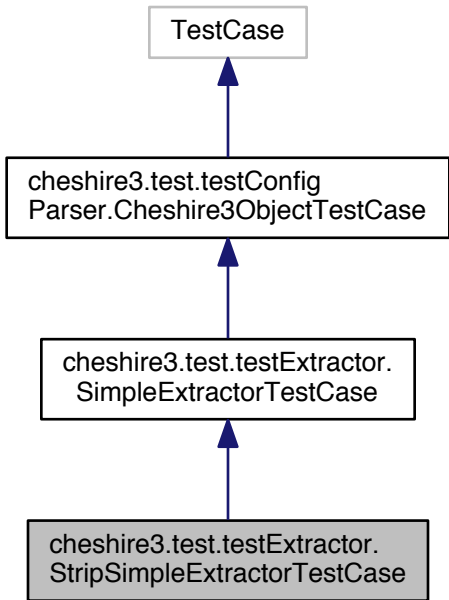 TestCase
cheshire3.test.testConfig
Parser.Cheshire3ObjectTestCase
cheshire3.test.testExtractor.
SimpleExtractorTestCase
cheshire3.test.testExtractor.
StripSimpleExtractorTestCase